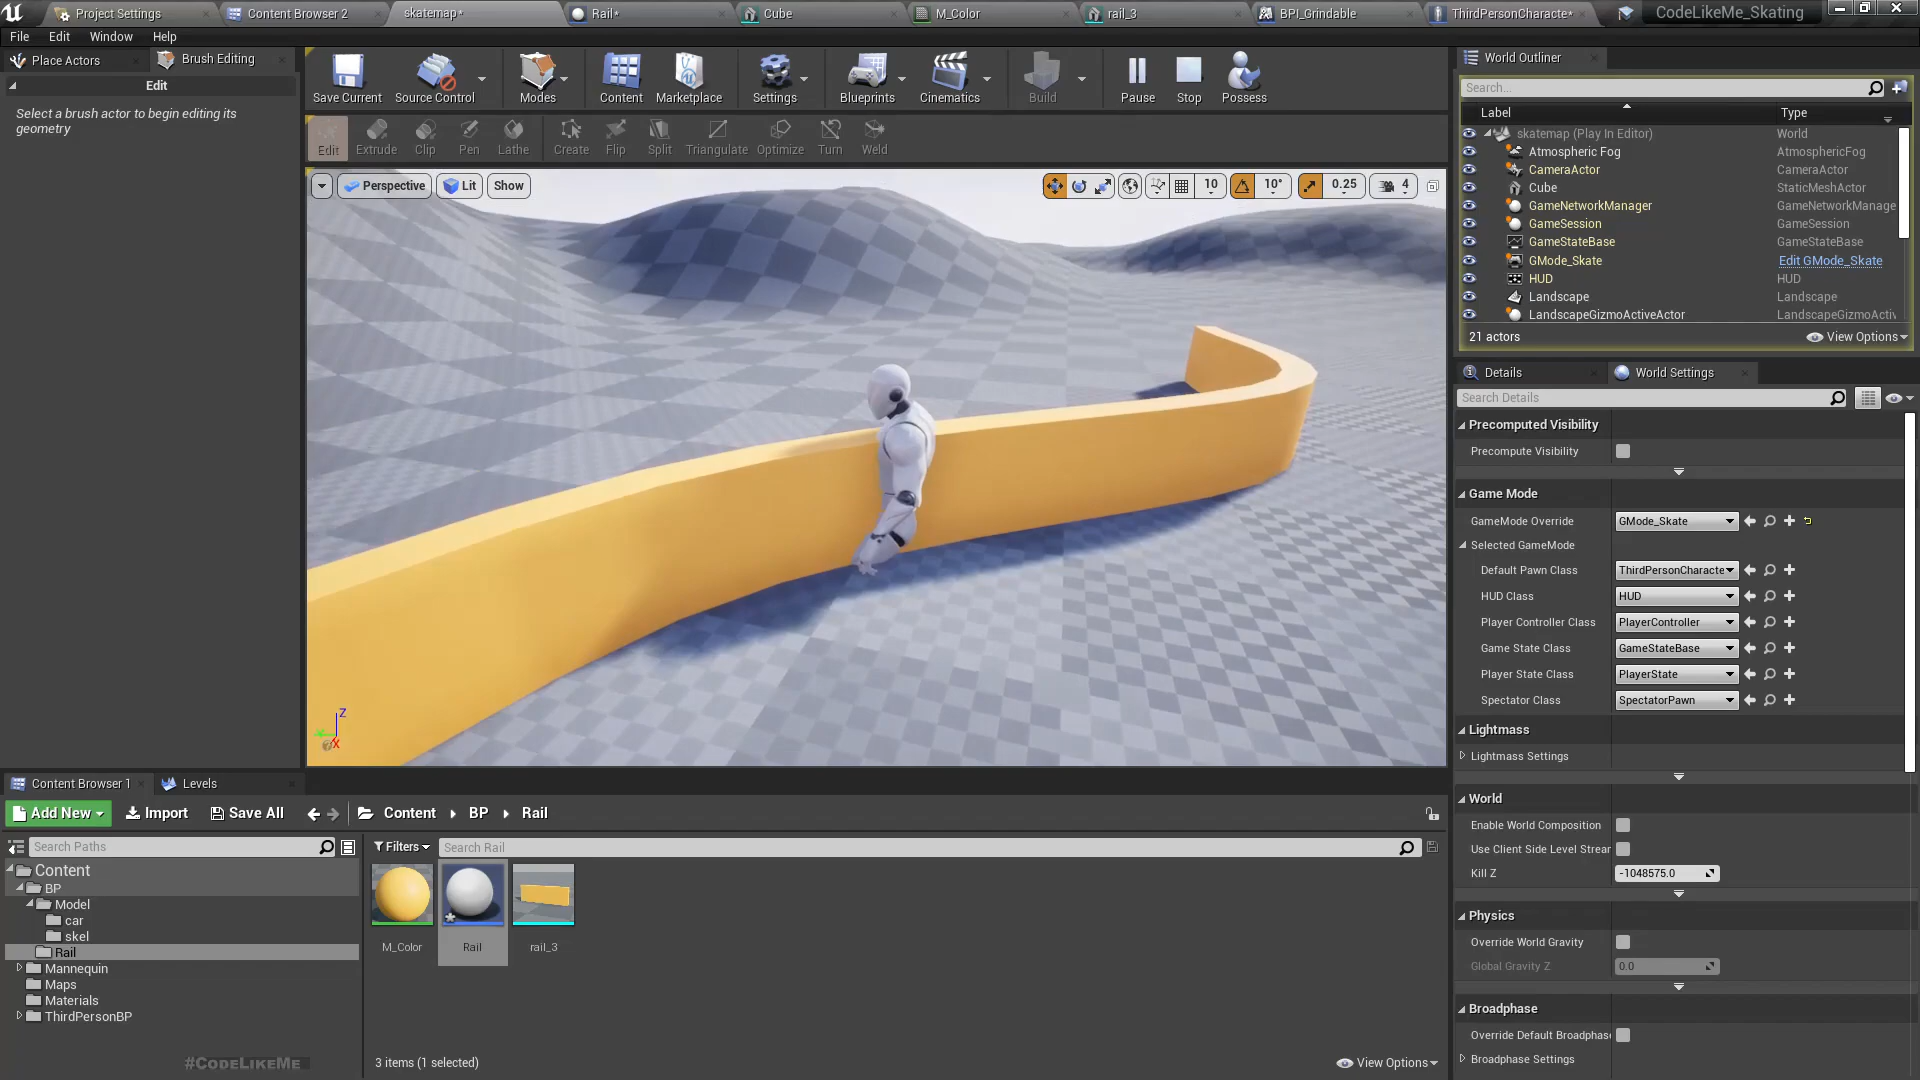 Project Settings
Content Browser 2
skatemap*
Rail*
Cube
M_Color
rail_3
BPI_Grindable
ThirdPersonCharacte*
CodeLikeMe_Skating
File Edit Window Help
Place Actors
Brush Editing
Edit
Select a brush actor to begin editing its
geometry
Save Current
Source Control
Modes
Content
Marketplace
Settings
Blueprints
Cinematics
Build
Pause
Stop
Possess
Edit
Extrude
Clip
Pen
Lathe
Create
Flip
Split
Triangulate
Optimize
Turn
Weld
Perspective
Lit
Show
10
10°
0.25
4
World Outliner
Search...
Label Type
skatemap (Play In Editor) World
Atmospheric Fog AtmosphericFog
CameraActor CameraActor
Cube StaticMeshActor
GameNetworkManager GameNetworkManage
GameSession GameSession
GameStateBase GameStateBase
GMode_Skate Edit GMode_Skate
HUD HUD
Landscape Landscape
LandscapeGizmoActiveActor LandscapeGizmoActiv
21 actors
View Options
Details
World Settings
Search Details
Precomputed Visibility
Precompute Visibility
Game Mode
GameMode Override GMode_Skate
Selected GameMode
Default Pawn Class ThirdPersonCharacte
HUD Class HUD
Player Controller Class PlayerController
Game State Class GameStateBase
Player State Class PlayerState
Spectator Class SpectatorPawn
Lightmass
Lightmass Settings
World
Enable World Composition
Use Client Side Level Strear
Kill Z -1048575.0
Physics
Override World Gravity
Global Gravity Z 0.0
Broadphase
Override Default Broadphase
Broadphase Settings
Z
X
Content Browser 1
Levels
Add New
Import
Save All
Content
BP
Rail
Search Paths
Filters
Search Rail
Content
BP
Model
car
skel
Rail
Mannequin
Maps
Materials
ThirdPersonBP
M_Color
Rail
rail_3
#CodeLikeMe
3 items (1 selected)
View Options